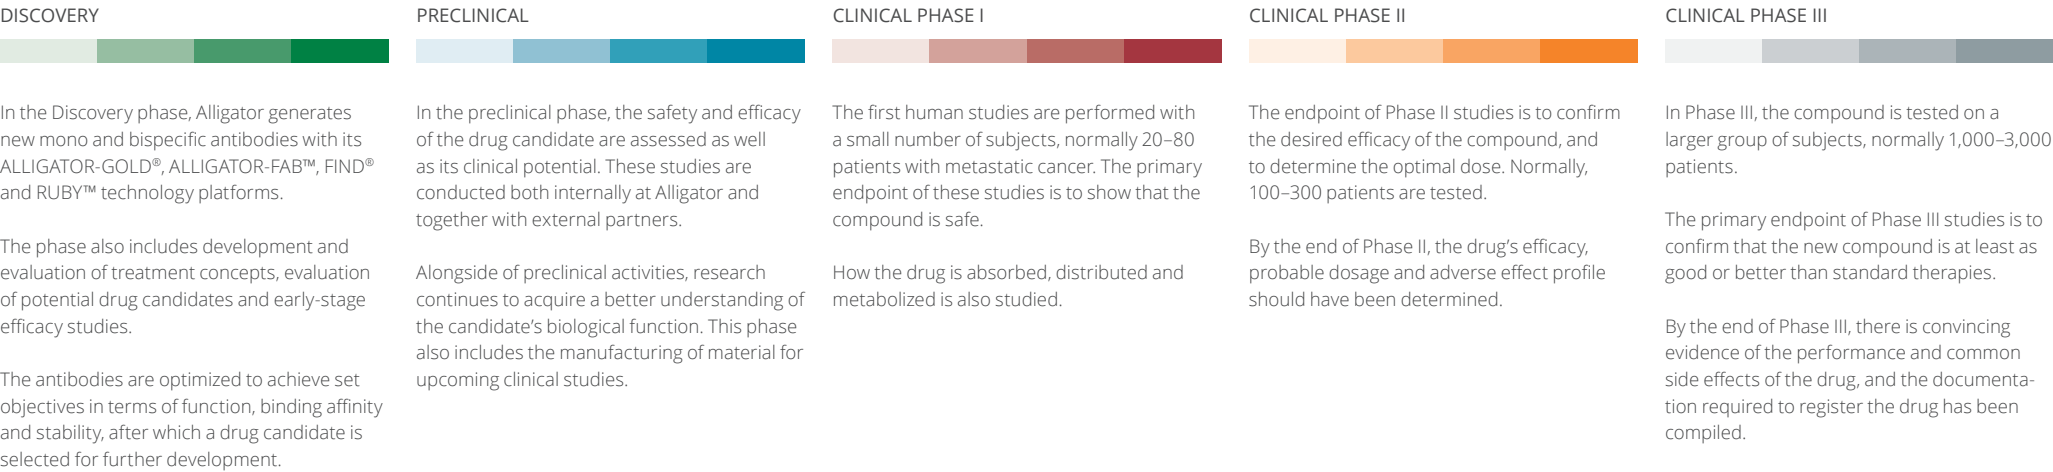 DISCOVERY
In the Discovery phase, Alligator generates
new mono and bispecific antibodies with its
ALLIGATOR-GOLD®, ALLIGATOR-FAB™, FIND®
and RUBY™ technology platforms.
The phase also includes development and
evaluation of treatment concepts, evaluation
of potential drug candidates and early-stage
efficacy studies.
The antibodies are optimized to achieve set
objectives in terms of function, binding affinity
and stability, after which a drug candidate is
selected for further development.
PRECLINICAL
In the preclinical phase, the safety and efficacy
of the drug candidate are assessed as well
as its clinical potential. These studies are
conducted both internally at Alligator and
together with external partners.
Alongside of preclinical activities, research
continues to acquire a better understanding of
the candidate’s biological function. This phase
also includes the manufacturing of material for
upcoming clinical studies.
CLINICAL PHASE I
The first human studies are performed with
a small number of subjects, normally 20–80
patients with metastatic cancer. The primary
endpoint of these studies is to show that the
compound is safe.
How the drug is absorbed, distributed and
metabolized is also studied.
CLINICAL PHASE II
The endpoint of Phase II studies is to confirm
the desired efficacy of the compound, and
to determine the optimal dose. Normally,
100–300 patients are tested.
By the end of Phase II, the drug’s efficacy,
probable dosage and adverse effect profile
should have been determined.
CLINICAL PHASE III
In Phase III, the compound is tested on a
larger group of subjects, normally 1,000–3,000
patients.
The primary endpoint of Phase III studies is to
confirm that the new compound is at least as
good or better than standard therapies.
By the end of Phase III, there is convincing
evidence of the performance and common
side effects of the drug, and the documenta-
tion required to register the drug has been
compiled.